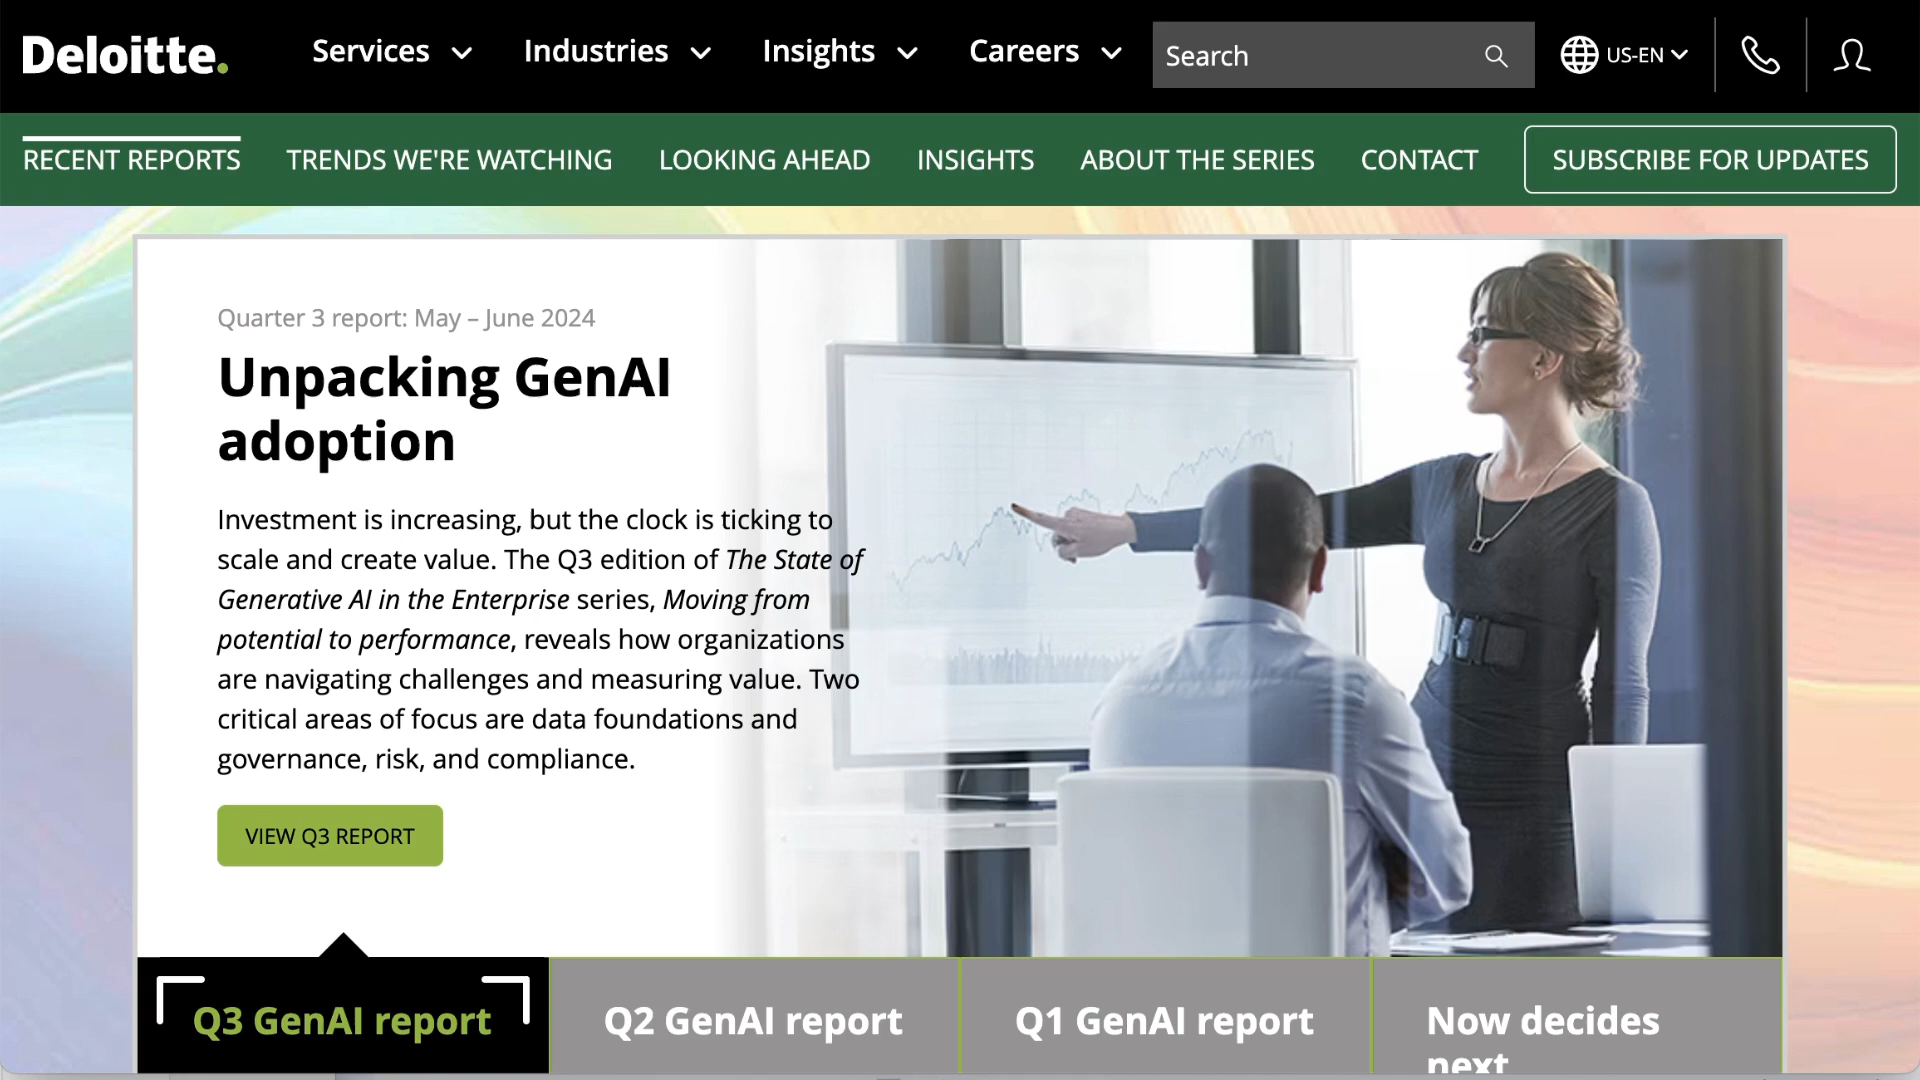 Deloitte.
Services
Industries
Insights
Careers
Search
US-EN
RECENT REPORTS
TRENDS WE'RE WATCHING
LOOKING AHEAD
INSIGHTS
ABOUT THE SERIES
CONTACT
SUBSCRIBE FOR UPDATES
Quarter 3 report: May – June 2024
Unpacking GenAI
adoption
Investment is increasing, but the clock is ticking to
scale and create value. The Q3 edition of The State of
Generative AI in the Enterprise series, Moving from
potential to performance, reveals how organizations
are navigating challenges and measuring value. Two
critical areas of focus are data foundations and
governance, risk, and compliance.
VIEW Q3 REPORT
Q3 GenAI report
Q2 GenAI report
Q1 GenAI report
Now decides
next